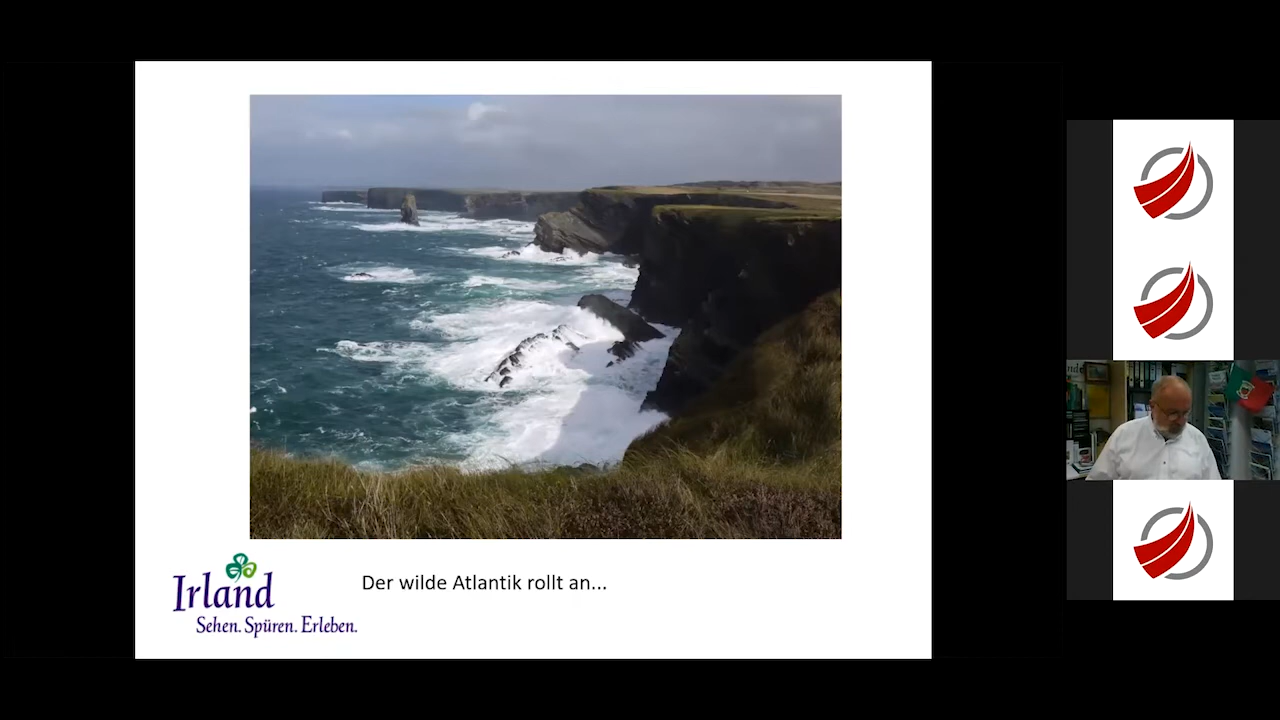 Der wilde Atlantik rollt an...
Irland
Sehen. Spüren. Erleben.